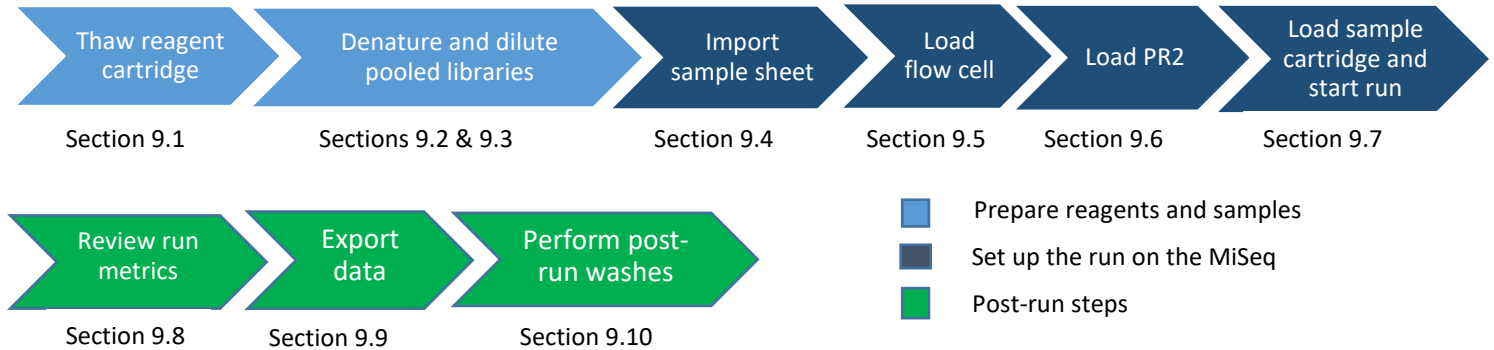 Thaw reagent
cartridge
Denature and dilute
pooled libraries
Import
sample sheet
Load
flow cell
Load PR2
Load sample
cartridge and
start run
Section 9.1
Sections 9.2 & 9.3
Section 9.4
Section 9.5
Section 9.6
Section 9.7
Review run
metrics
Export
data
Perform post-
run washes
Section 9.8
Section 9.9
Section 9.10
Prepare reagents and samples
Set up the run on the MiSeq
Post-run steps